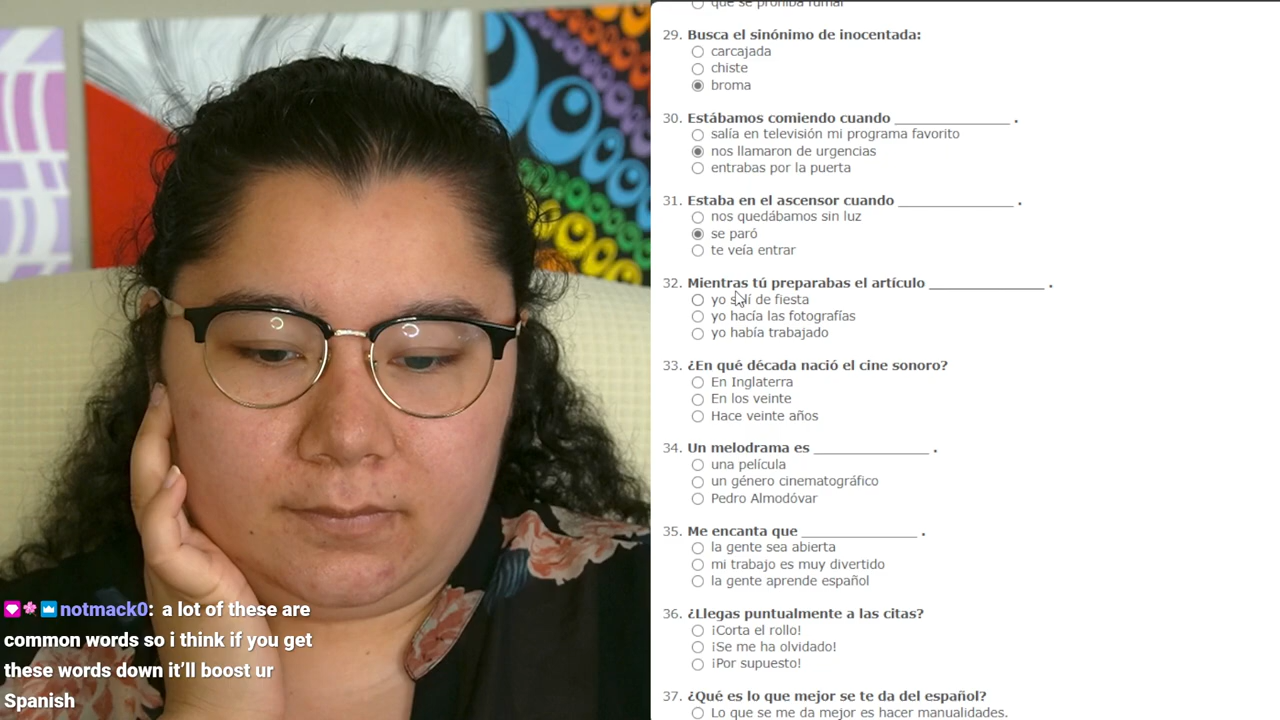 que se prohíba fumar
29. Busca el sinónimo de inocentada:
carcajada
chiste
broma
30. Estábamos comiendo cuando _______________ .
salía en televisión mi programa favorito
nos llamaron de urgencias
entrabas por la puerta
31. Estaba en el ascensor cuando _______________ .
nos quedábamos sin luz
se paró
te veía entrar
32. Mientras tú preparabas el artículo _______________ .
yo salí de fiesta
yo hacía las fotografías
yo había trabajado
33. ¿En qué década nació el cine sonoro?
En Inglaterra
En los veinte
Hace veinte años
34. Un melodrama es _______________ .
una película
un género cinematográfico
Pedro Almodóvar
35. Me encanta que _______________ .
la gente sea abierta
mi trabajo es muy divertido
la gente aprende español
36. ¿Llegas puntualmente a las citas?
¡Corta el rollo!
¡Se me ha olvidado!
¡Por supuesto!
37. ¿Qué es lo que mejor se te da del español?
Lo que se me da mejor es hacer manualidades.
notmack0: a lot of these are
common words so i think if you get
these words down it'll boost ur
Spanish